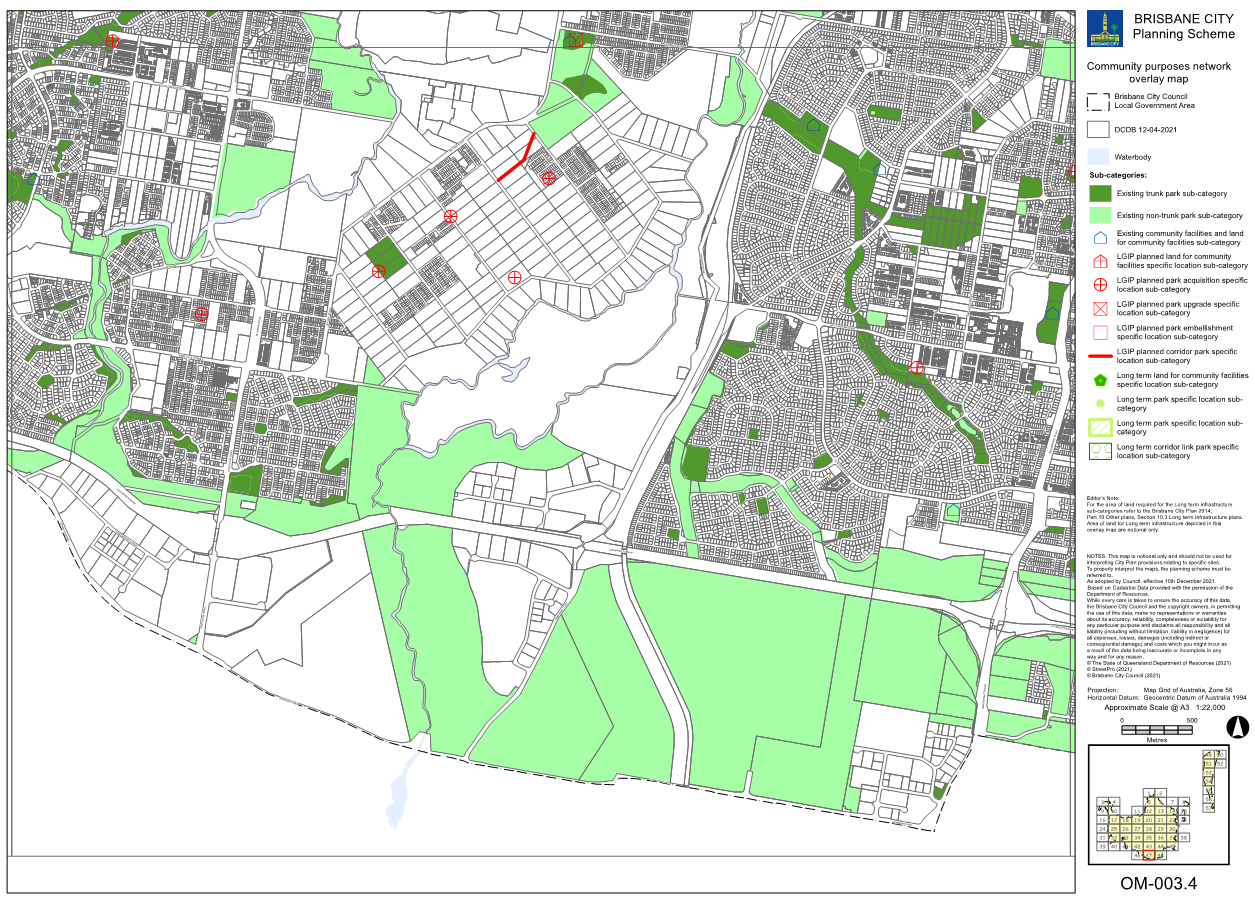 BRISBANE CITY
Planning Scheme
BRISBANE CITY
Community purposes network
overlay map
Brisbane City Council
Local Government Area
DCDB 12-04-2021
Waterbody
Sub-categories:
Existing trunk park sub-category
Existing non-trunk park sub-category
Existing community facilities and land
for community facilities sub-category
LGIP planned land for community
facilities specific location sub-category
LGIP planned park acquisition specific
location sub-category
LGIP planned park upgrade specific
location sub-category
LGIP planned park embellishment
specific location sub-category
LGIP planned corridor park specific
location sub-category
Long term land for community facilities
specific location sub-category
Long term park specific location sub-
category
Long term park specific location sub-
category
Long term corridor link park specific
location sub-category
Editor's Note:
For the area of land required for the Long term infrastructure
sub-categories refer to the Brisbane City Plan 2014,
Part 10 Other plans, Section 10.3 Long term infrastructure plans.
Area of land for Long term infrastructure depicted in this
overlay map are notional only.
NOTES: This map is notional only and should not be used for
interpreting City Plan provisions relating to specific sites.
To properly interpret the maps, the planning scheme must be
referred to.
As adopted by Council, effective 10th December 2021.
Based on Cadastral Data provided with the permission of the
Department of Resources
While every care is taken to ensure the accuracy of this data,
the Brisbane City Council and the copyright owners, in permitting
the use of this data, make no representations or warranties
about its accuracy, reliability, completeness or suitability for
any particular purpose and disclaims all responsibility and all
liability (including without limitation, liability in negligence) for
all expenses, losses, damages (including indirect or
consequential damage) and costs which you might incur as
a result of the data being inaccurate or incomplete in any
way and for any reason.
© The State of Queensland Department of Resources (2021)
© StreetPro (2021)
© Brisbane City Council (2021)
Projection: Map Grid of Australia, Zone 56
Horizontal Datum: Geocentric Datum of Australia 1994
Approximate Scale @ A3 1:22,000
0 500
Metres
OM-003.4